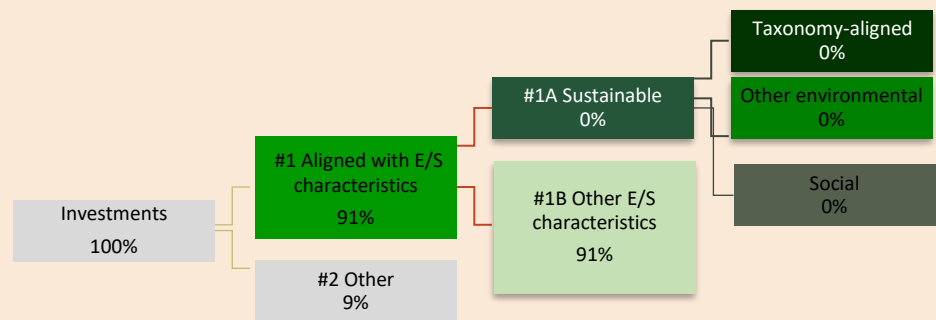 Investments
100%
#1 Aligned with E/S
characteristics
91%
#2 Other
9%
#1A Sustainable
0%
#1B Other E/S
characteristics
91%
Taxonomy-aligned
0%
Other environmental
0%
Social
0%